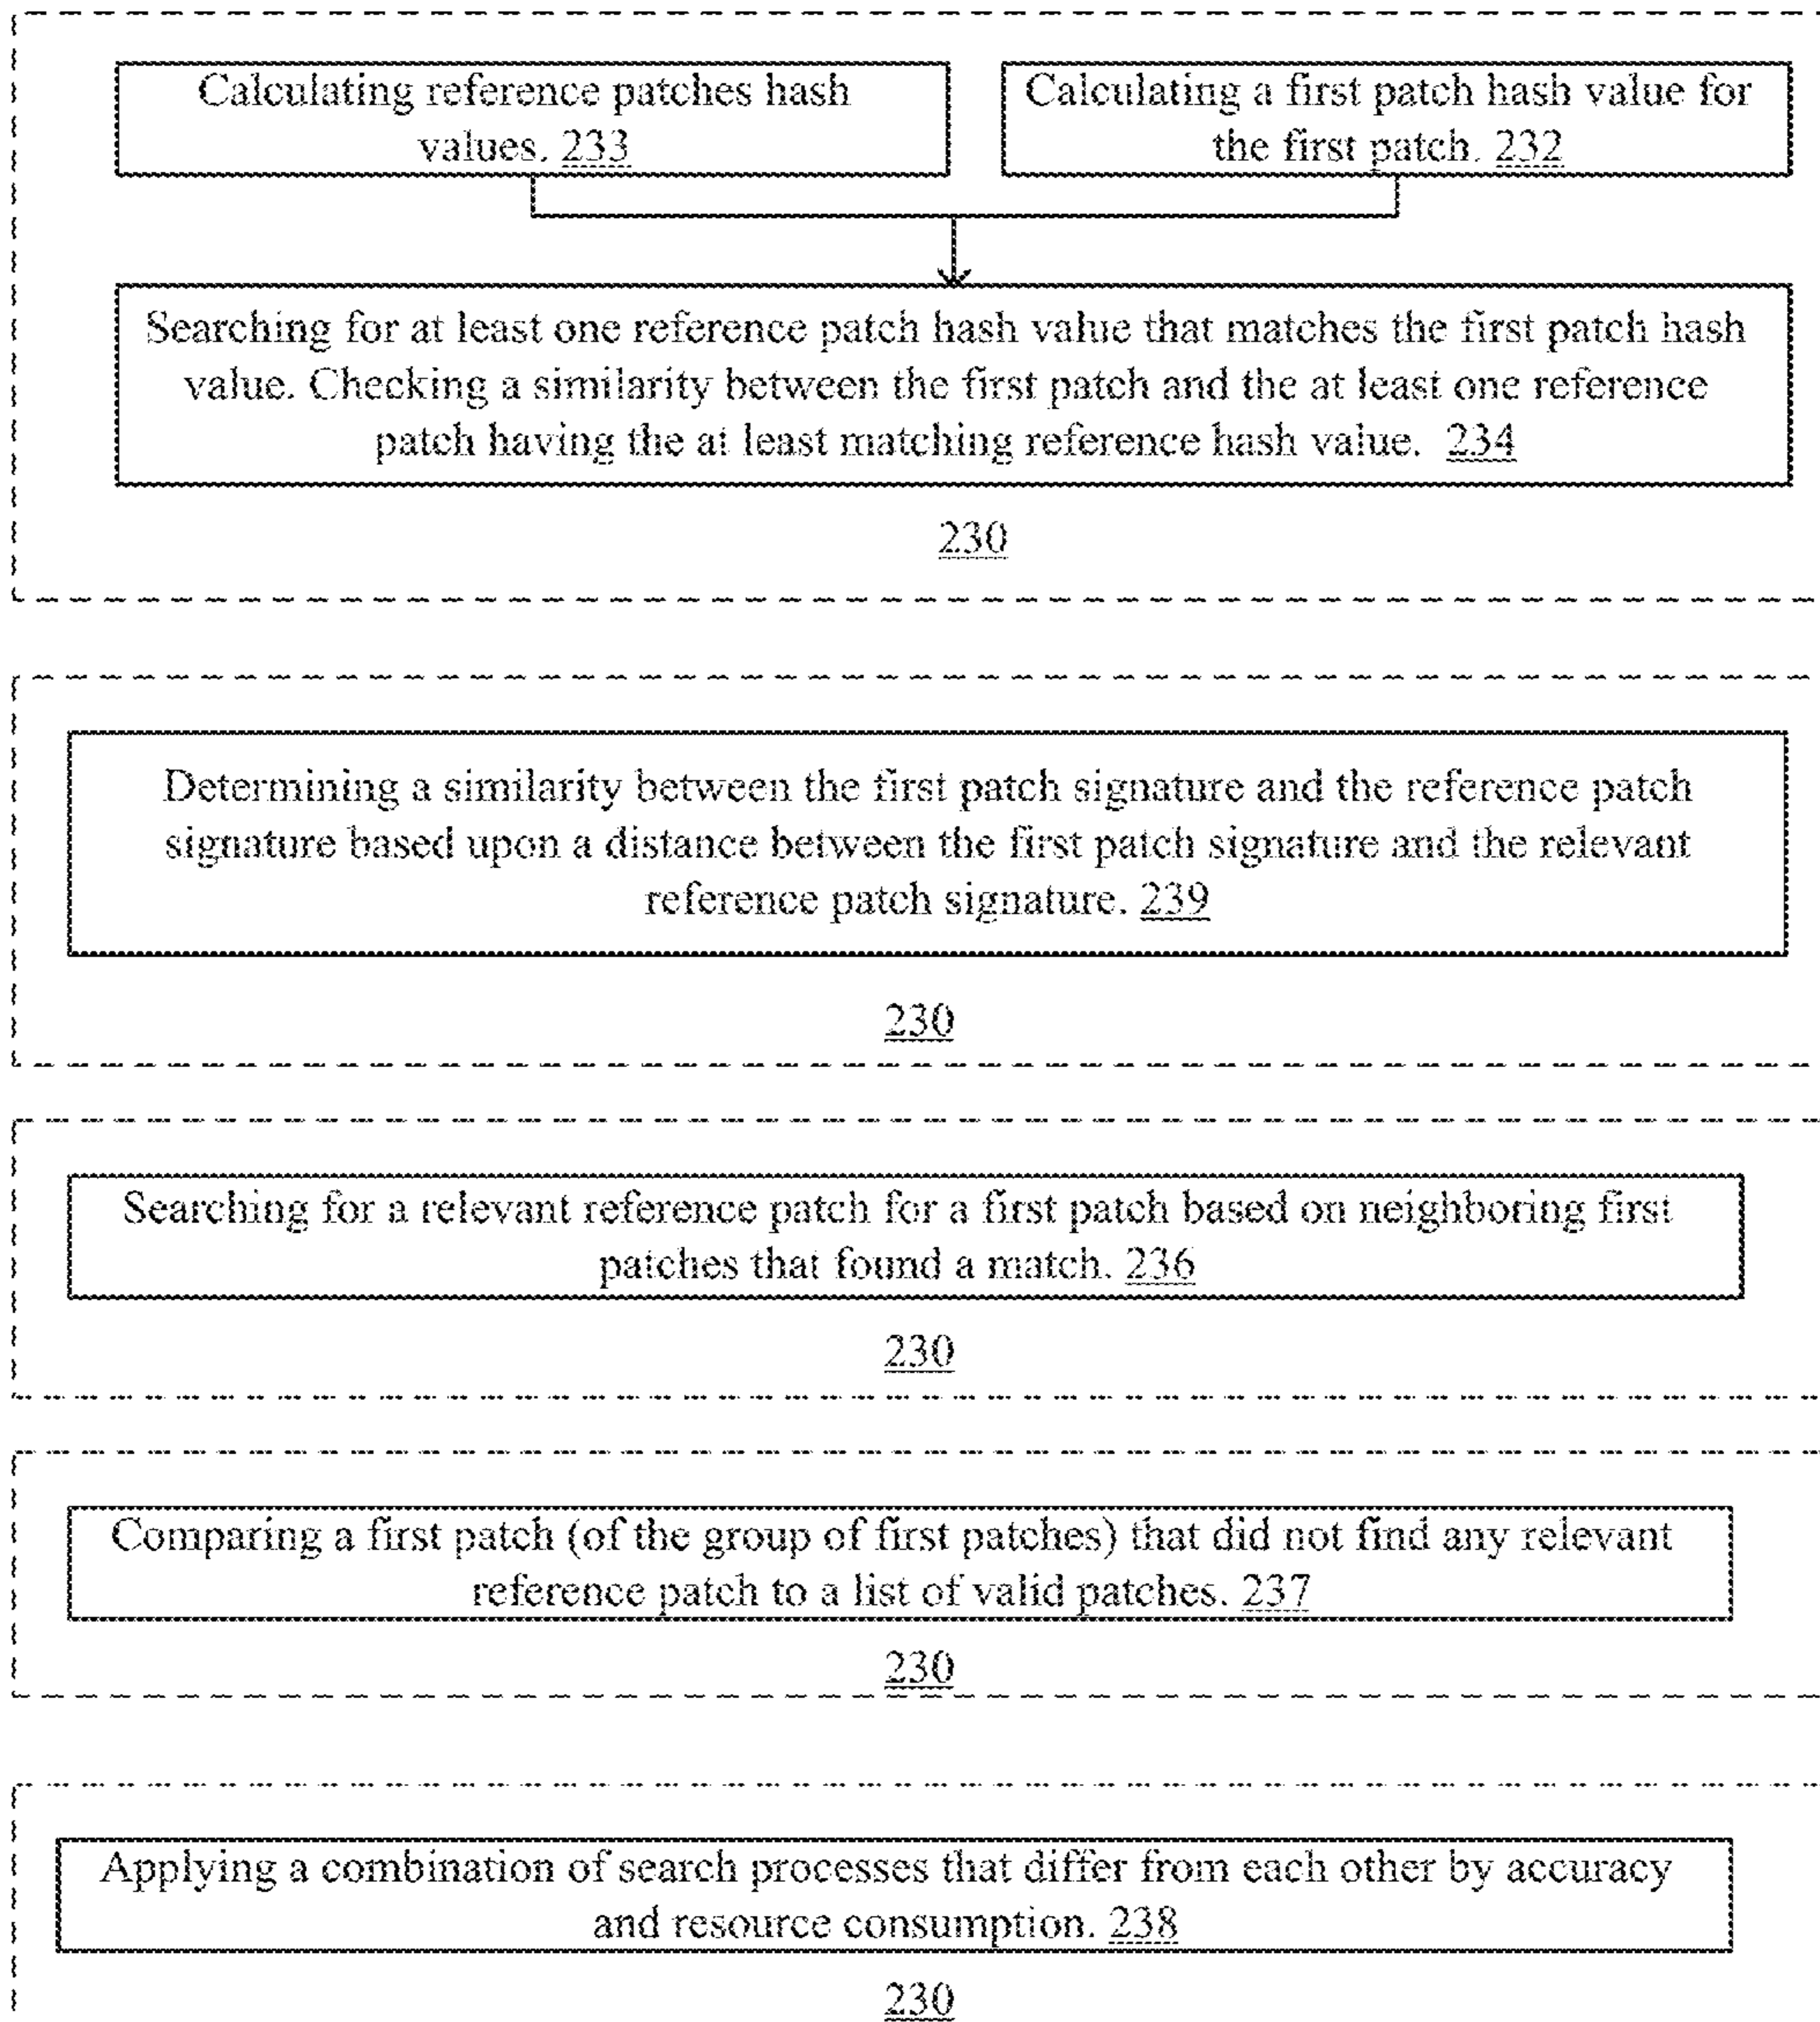 Calculating reference patches hash
values. 233
Calculating a first patch hash value for
the first patch. 232
Searching for at least one reference patch hash value that matches the first patch hash
value. Checking a similarity between the first patch and the at least one reference
patch having the at least matching reference hash value. 234
230
Determining a similarity between the first patch signature and the reference patch
signature based upon a distance between the first patch signature and the relevant
reference patch signature. 239
230
Searching for a relevant reference patch for a first patch based on neighboring first
patches that found a match. 236
230
Comparing a first patch (of the group of first patches) that did not find any relevant
reference patch to a list of valid patches. 237
230
Applying a combination of search processes that differ from each other by accuracy
and resource consumption. 238
230